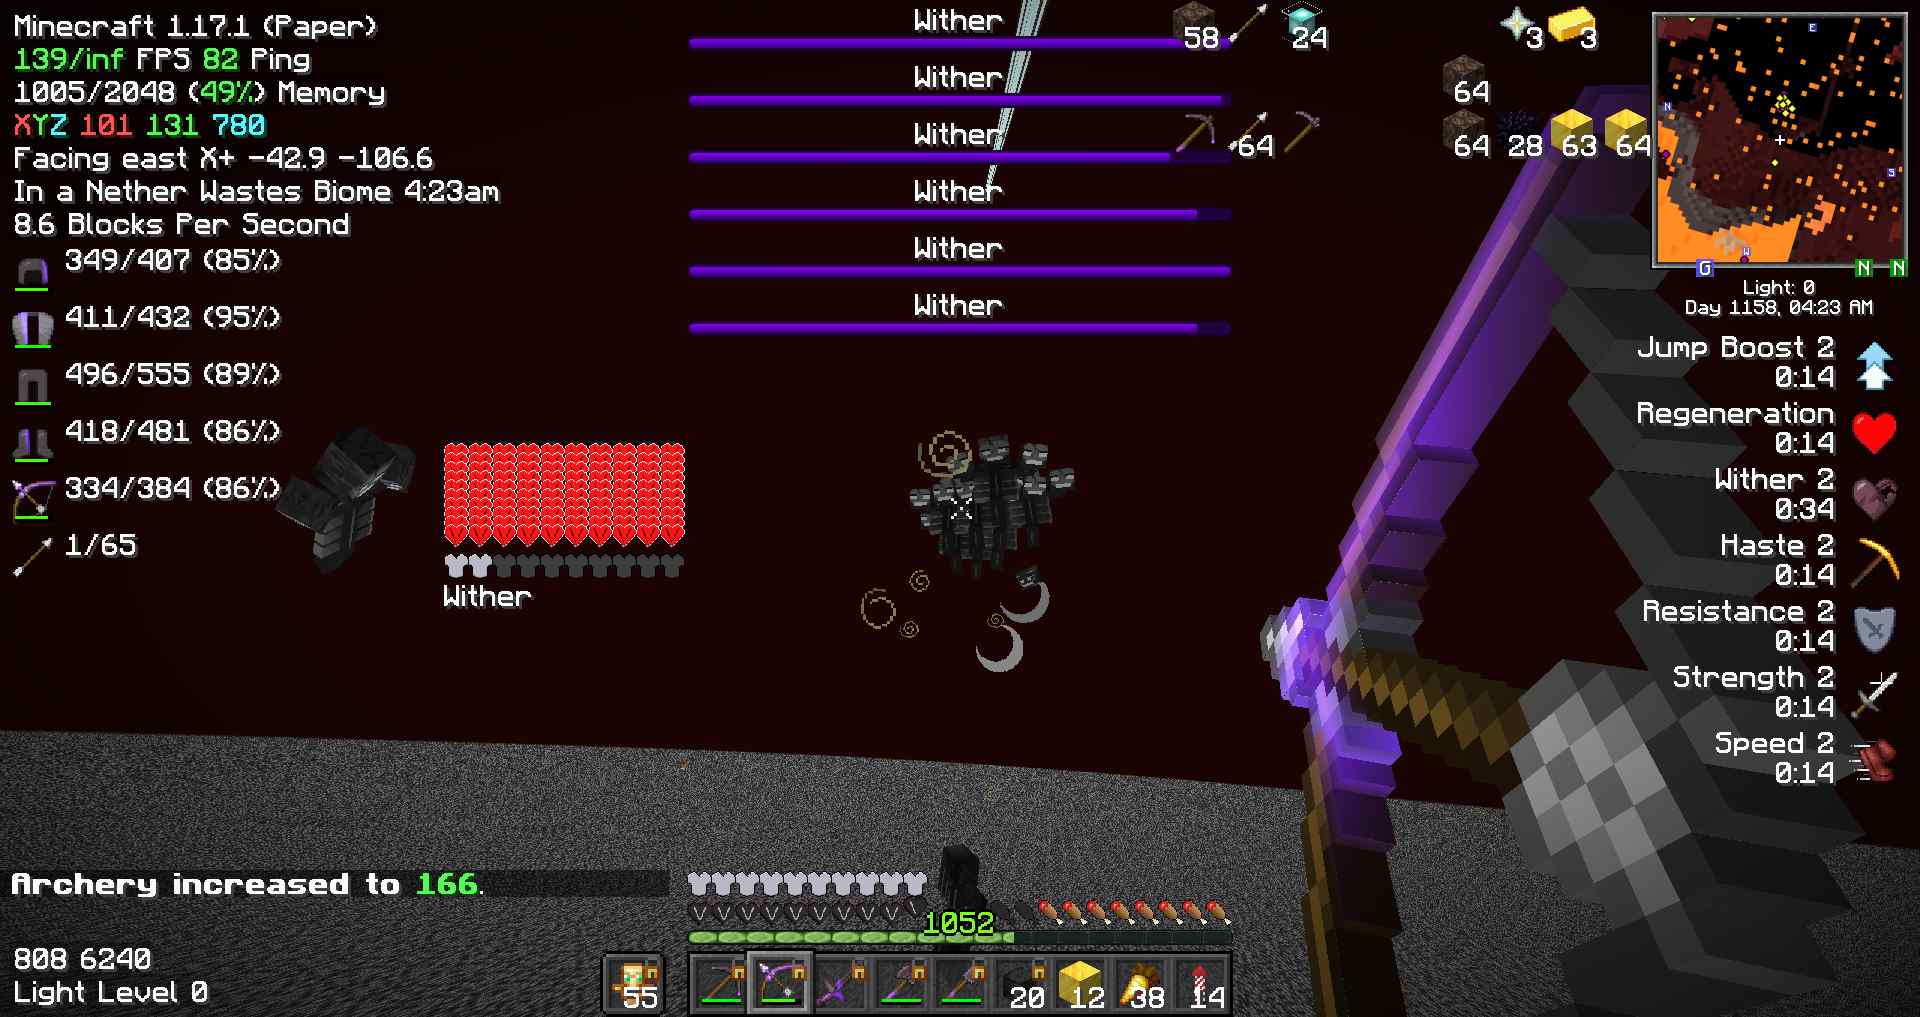 Minecraft 1.17.1 (Paper)
139/inf FPS 82 Ping
1005/2048 (49%) Memory
XYZ 101 131 780
Facing east X+ -42.9 -106.6
In a Nether Wastes Biome 4:23am
8.6 Blocks Per Second
349/407 (85%)
411/432 (95%)
496/555 (89%)
418/481 (86%)
334/384 (86%)
1/65
Wither
Wither
Wither
Wither
Wither
Wither
58 24
64
3 3
64
64 28 63 64
E
N
S
W
G N N
Light: 0
Day 1158, 04:23 AM
Jump Boost 2
0:14
Regeneration
0:14
Wither 2
0:34
Haste 2
0:14
Resistance 2
0:14
Strength 2
0:14
Speed 2
0:14
Wither
Archery increased to 166.
808 6240
Light Level 0
1052
55 20 12 38 14